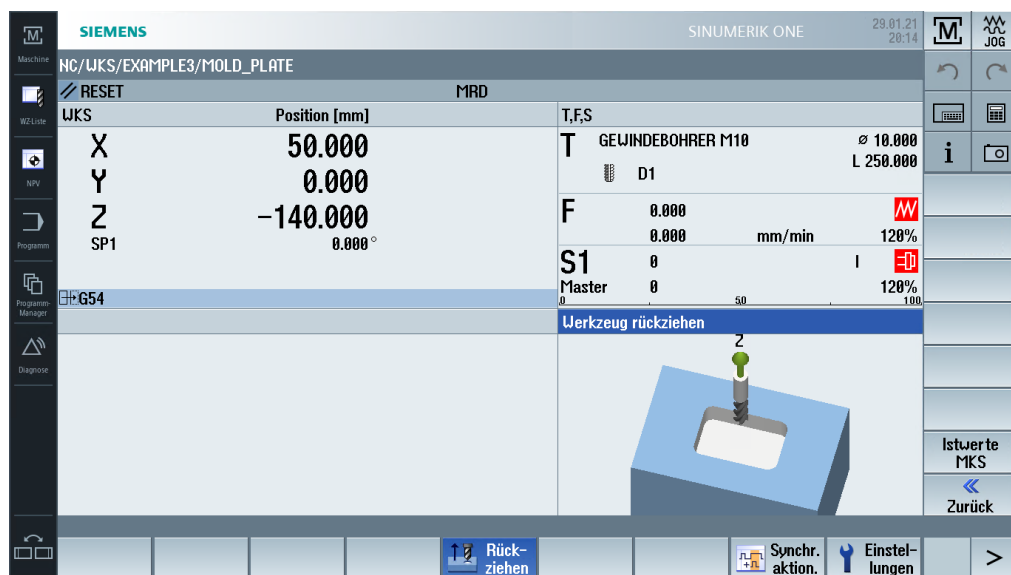 M
Maschine
SIEMENS
SINUMERIK ONE
29.01.21
20:14
M
JOG
NC/WKS/EXAMPLE3/MOLD_PLATE
RESET
MRD
WZ-Liste
WKS
Position [mm]
T,F,S
X
50.000
T
GEWINDEBOHRER M10
ø 10.000
L 250.000
D1
i
Y
0.000
NPV
Z
-140.000
F
0.000
0.000
mm/min
120%
SP1
0.000°
Programm
S1
0
I
Master
0
120%
G54
0
50
100
Programm-
Manager
Werkzeug rückziehen
Z
Diagnose
Istwerte
MKS
Zurück
Rück-
ziehen
Synchr.
aktion.
Einstel-
lungen
>